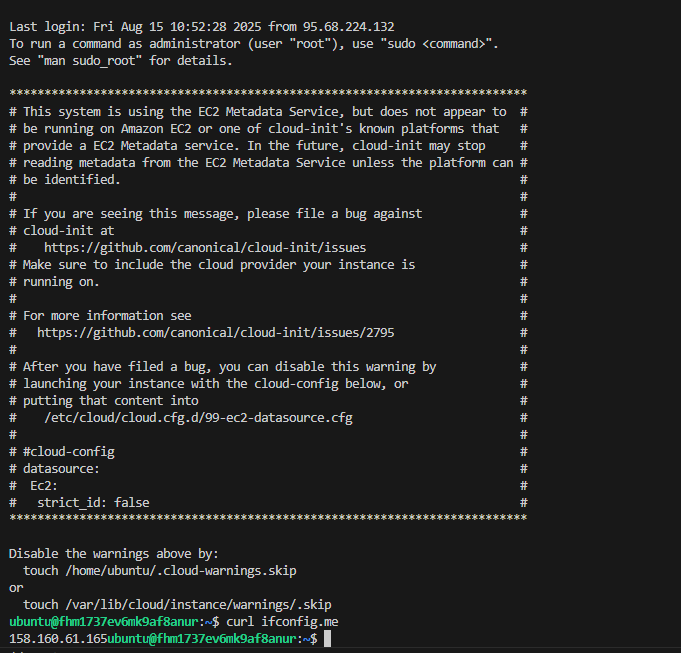 Last login: Fri Aug 15 10:52:28 2025 from 95.68.224.132
To run a command as administrator (user "root"), use "sudo <command>".
See "man sudo_root" for details.

**************************************************************************
# This system is using the EC2 Metadata Service, but does not appear to  #
# be running on Amazon EC2 or one of cloud-init's known platforms that   #
# provide a EC2 Metadata service. In the future, cloud-init may stop     #
# reading metadata from the EC2 Metadata Service unless the platform can #
# be identified.                                                         #
#                                                                        #
# If you are seeing this message, please file a bug against              #
# cloud-init at                                                          #
#    https://github.com/canonical/cloud-init/issues                      #
# Make sure to include the cloud provider your instance is               #
# running on.                                                            #
#                                                                        #
# For more information see                                               #
#   https://github.com/canonical/cloud-init/issues/2795                  #
#                                                                        #
# After you have filed a bug, you can disable this warning by            #
# launching your instance with the cloud-config below, or                #
# putting that content into                                              #
#    /etc/cloud/cloud.cfg.d/99-ec2-datasource.cfg                        #
#                                                                        #
# #cloud-config                                                          #
# datasource:                                                            #
#  Ec2:                                                                  #
#   strict_id: false                                                     #
**************************************************************************

Disable the warnings above by:
  touch /home/ubuntu/.cloud-warnings.skip
or
  touch /var/lib/cloud/instance/warnings/.skip
ubuntu@fhm1737ev6mk9af8anur:~$ curl ifconfig.me
158.160.61.165ubuntu@fhm1737ev6mk9af8anur:~$